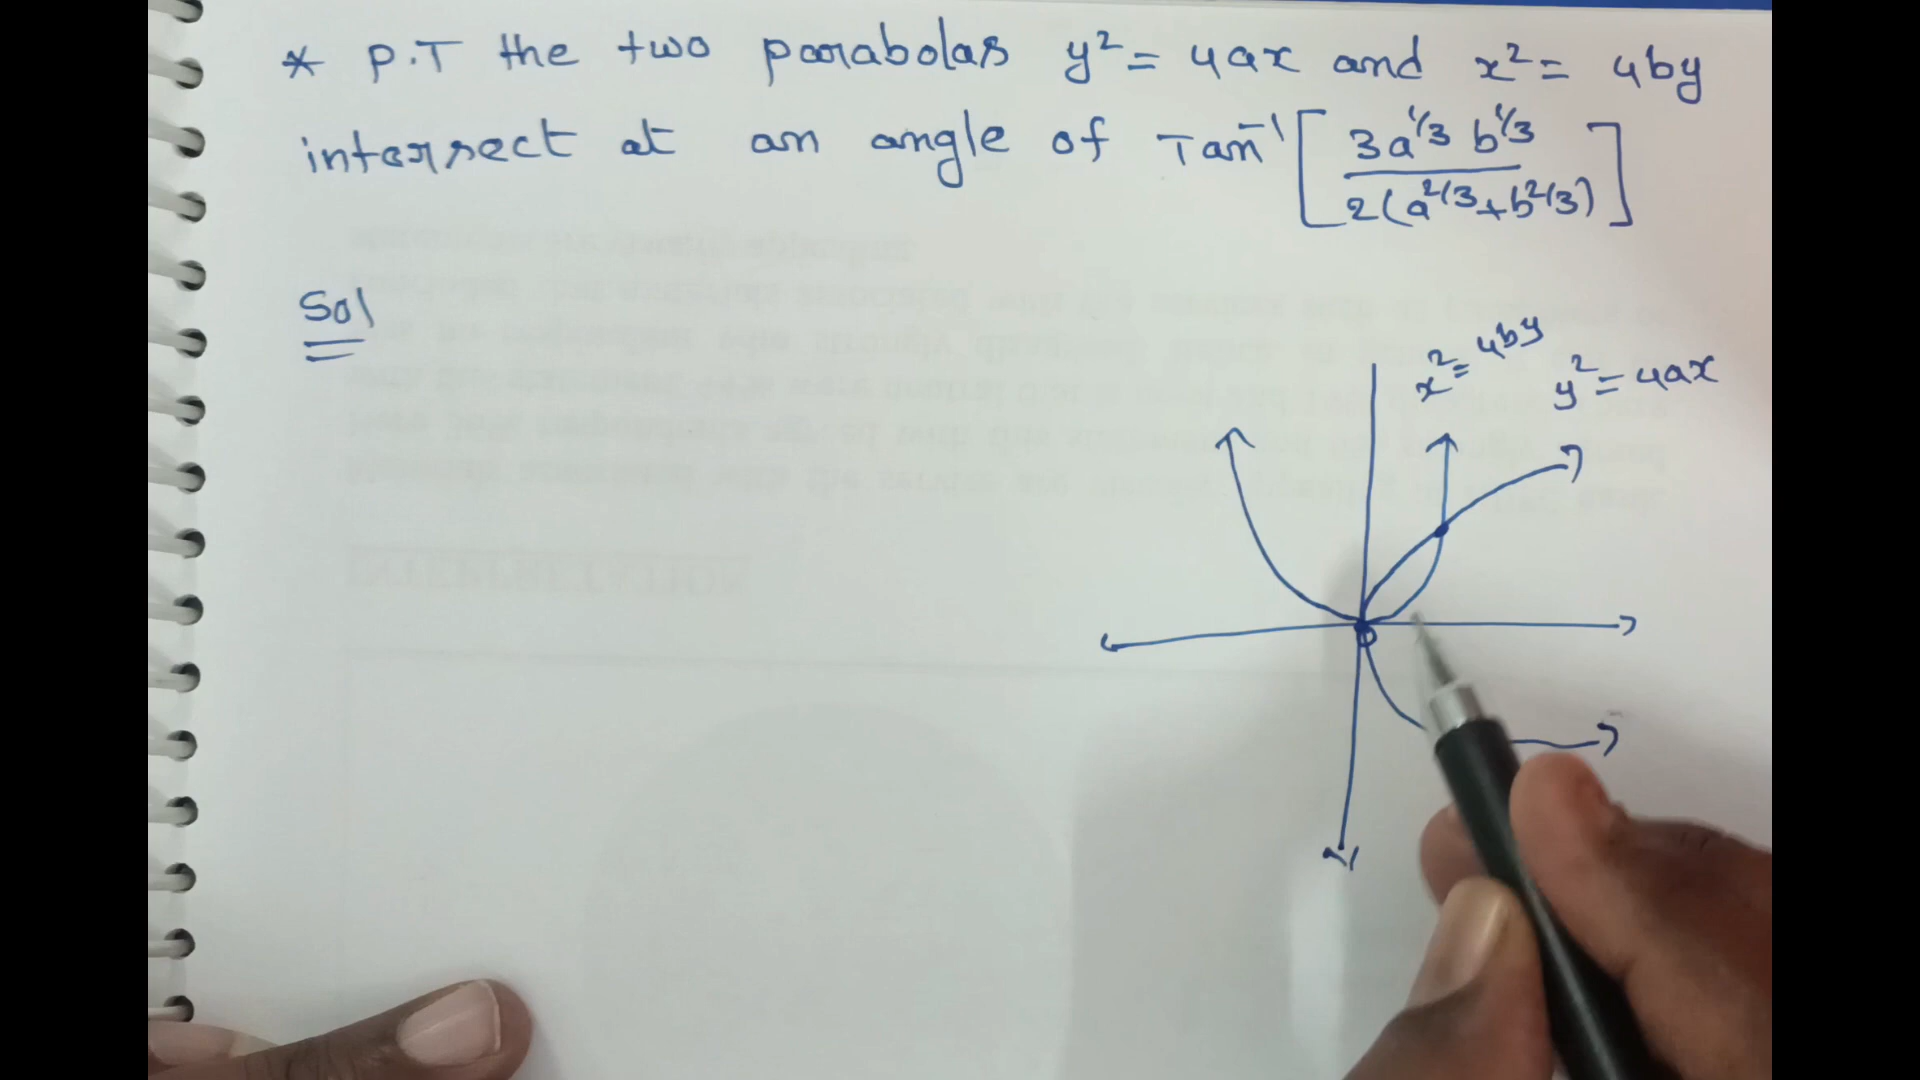 * P.T the two parabolas y² = 4ax and x² = 4by
intersect at an angle of Tan⁻¹ [ 3a^1/3 b^1/3 / 2(a^2/3 + b^2/3) ]
Sol
x² = 4by
y² = 4ax